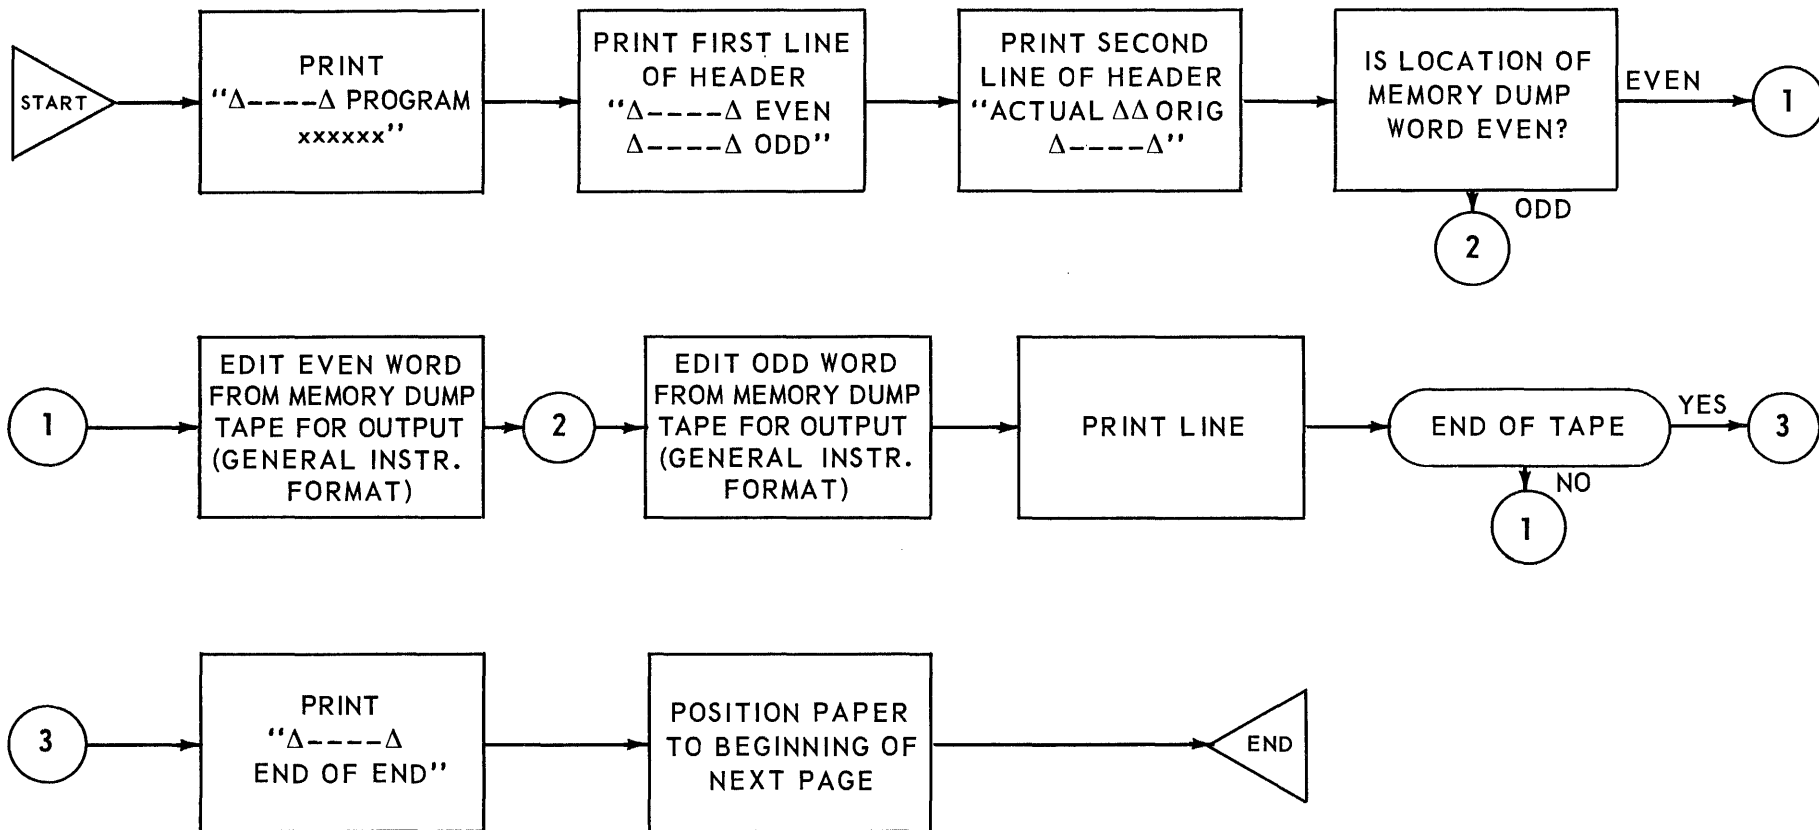 START
PRINT
“Δ----Δ PROGRAM
xxxxxx”
PRINT FIRST LINE
OF HEADER
“Δ----Δ EVEN
Δ----Δ ODD”
PRINT SECOND
LINE OF HEADER
“ACTUAL ΔΔ ORIG
Δ----Δ”
IS LOCATION OF
MEMORY DUMP
WORD EVEN?
EVEN
1
ODD
2
1
EDIT EVEN WORD
FROM MEMORY DUMP
TAPE FOR OUTPUT
(GENERAL INSTR.
FORMAT)
2
EDIT ODD WORD
FROM MEMORY DUMP
TAPE FOR OUTPUT
(GENERAL INSTR.
FORMAT)
PRINT LINE
END OF TAPE
YES
3
NO
1
3
PRINT
“Δ----Δ
END OF END”
POSITION PAPER
TO BEGINNING OF
NEXT PAGE
END